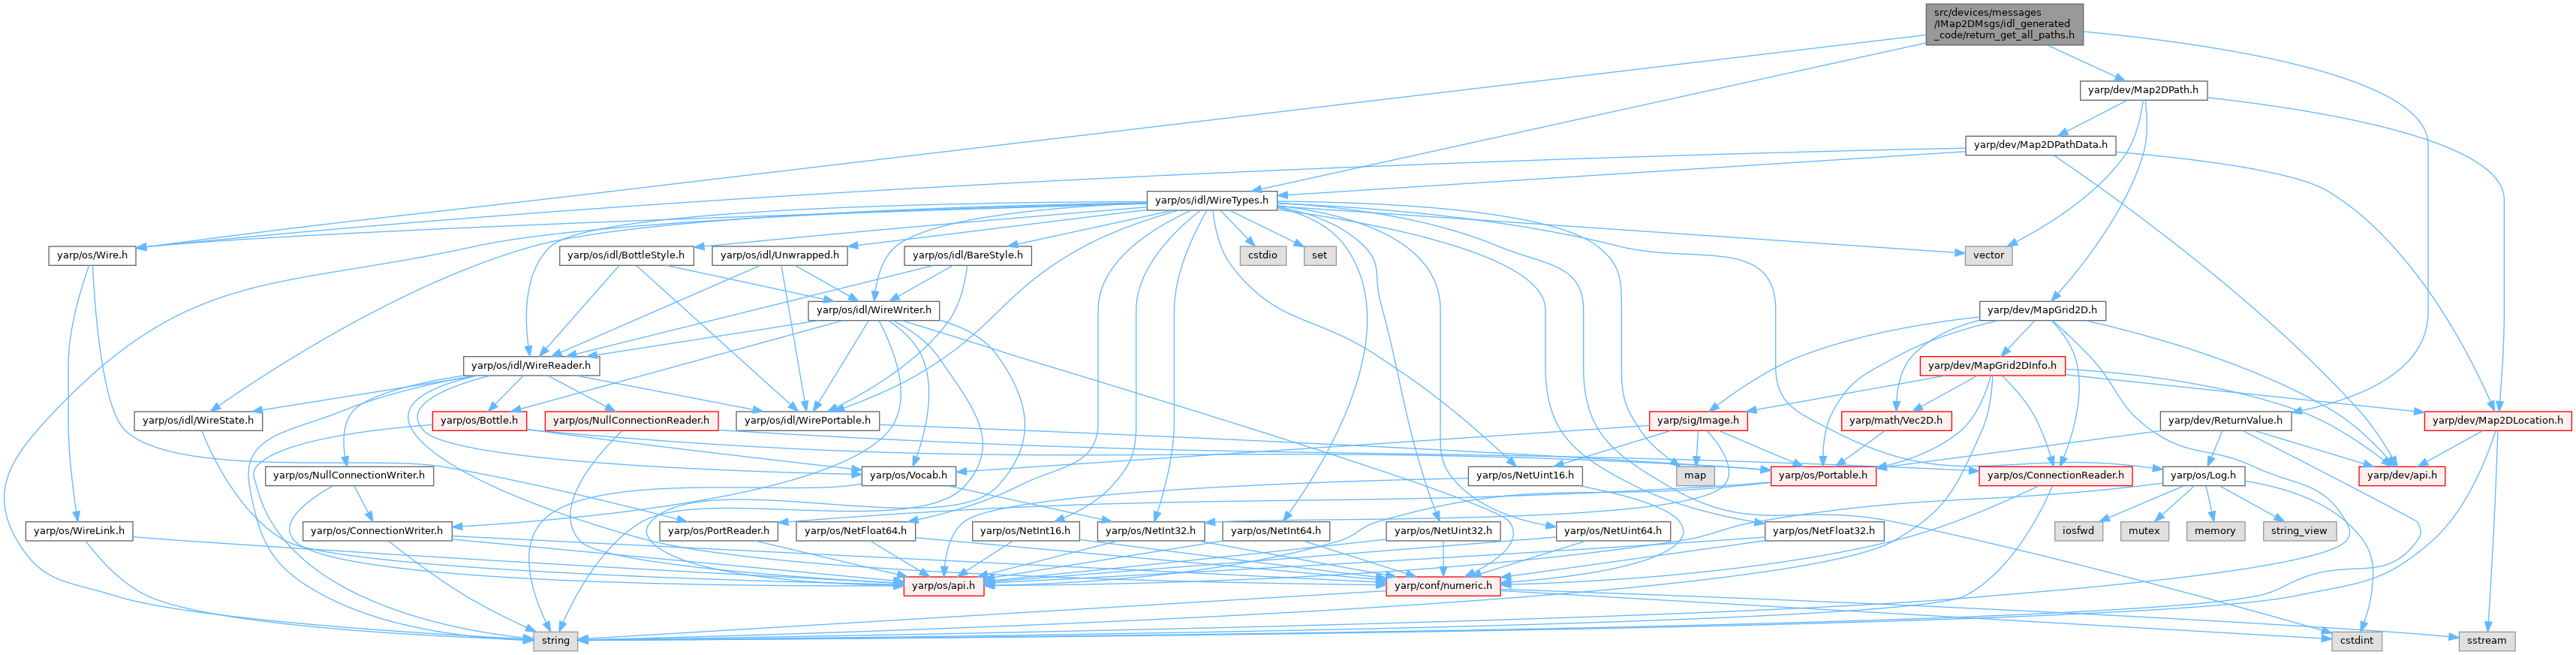 src/devices/messages
/IMap2DMsgs/idl_generated
_code/return_get_all_paths.h
yarp/dev/Map2DPath.h
yarp/dev/Map2DPathData.h
yarp/os/idl/WireTypes.h
yarp/os/Wire.h
yarp/os/idl/BottleStyle.h
yarp/os/idl/Unwrapped.h
yarp/os/idl/BareStyle.h
cstdio
set
vector
yarp/os/idl/WireWriter.h
yarp/dev/MapGrid2D.h
yarp/os/idl/WireReader.h
yarp/dev/MapGrid2DInfo.h
yarp/os/idl/WireState.h
yarp/os/Bottle.h
yarp/os/NullConnectionReader.h
yarp/os/idl/WirePortable.h
yarp/sig/Image.h
yarp/math/Vec2D.h
yarp/dev/ReturnValue.h
yarp/dev/Map2DLocation.h
yarp/os/NullConnectionWriter.h
yarp/os/Vocab.h
yarp/os/NetUint16.h
map
yarp/os/Portable.h
yarp/os/ConnectionReader.h
yarp/os/Log.h
yarp/dev/api.h
yarp/os/WireLink.h
yarp/os/ConnectionWriter.h
yarp/os/PortReader.h
yarp/os/NetFloat64.h
yarp/os/NetInt16.h
yarp/os/NetInt32.h
yarp/os/NetInt64.h
yarp/os/NetUint32.h
yarp/os/NetUint64.h
yarp/os/NetFloat32.h
iosfwd
mutex
memory
string_view
yarp/os/api.h
yarp/conf/numeric.h
string
cstdint
sstream